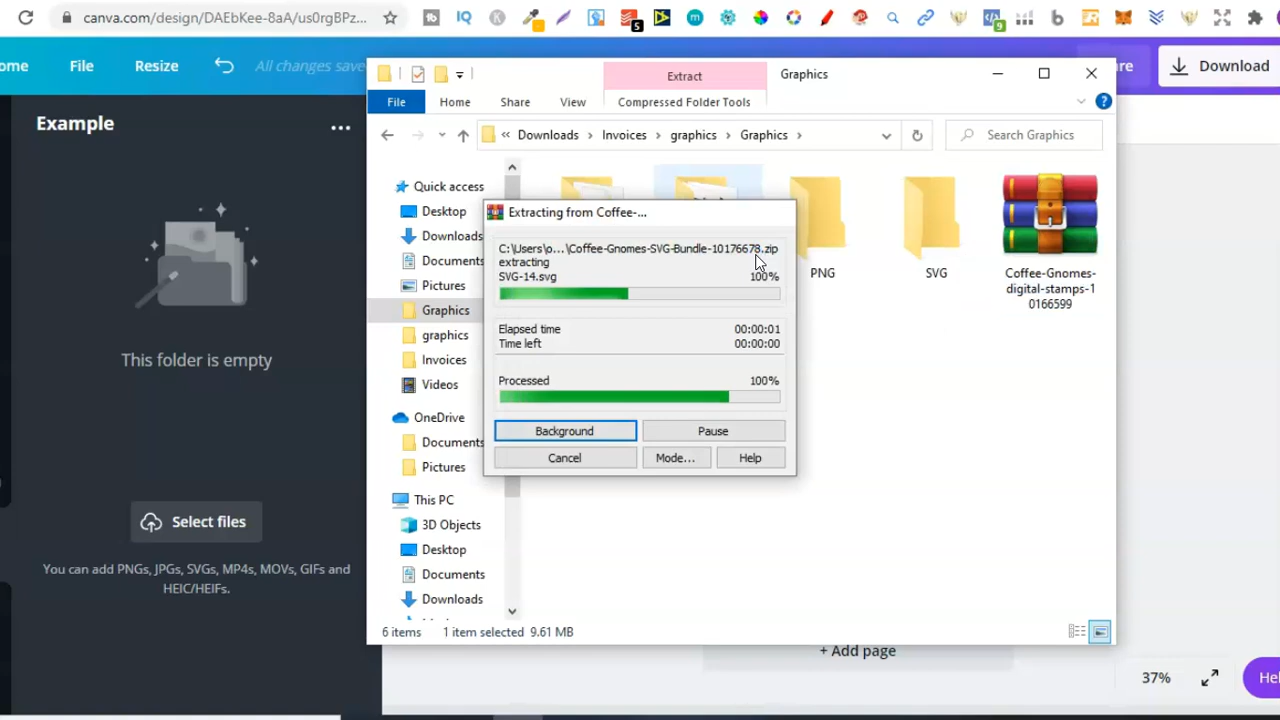 canva.com/design/DAEbKee-8aA/us0rgBPz...
5
9
ome
File
Resize
All changes save
Download
Extract
Graphics
File
Home
Share
View
Compressed Folder Tools
« Downloads › Invoices › graphics › Graphics ›
Search Graphics
Example
Quick access
Desktop
Downloads
Documents
Pictures
Graphics
graphics
Invoices
Videos
OneDrive
Documents
Pictures
This PC
3D Objects
Desktop
Documents
Downloads
PNG
SVG
Coffee-Gnomes-
digital-stamps-1
0166599
Extracting from Coffee-...
C:\Users\o...\Coffee-Gnomes-SVG-Bundle-10176678.zip
extracting
SVG-14.svg 100%
Elapsed time 00:00:01
Time left 00:00:00
Processed 100%
Background
Pause
Cancel
Mode...
Help
This folder is empty
Select files
You can add PNGs, JPGs, SVGs, MP4s, MOVs, GIFs and
HEIC/HEIFs.
6 items 1 item selected 9.61 MB
+ Add page
37%
Hel